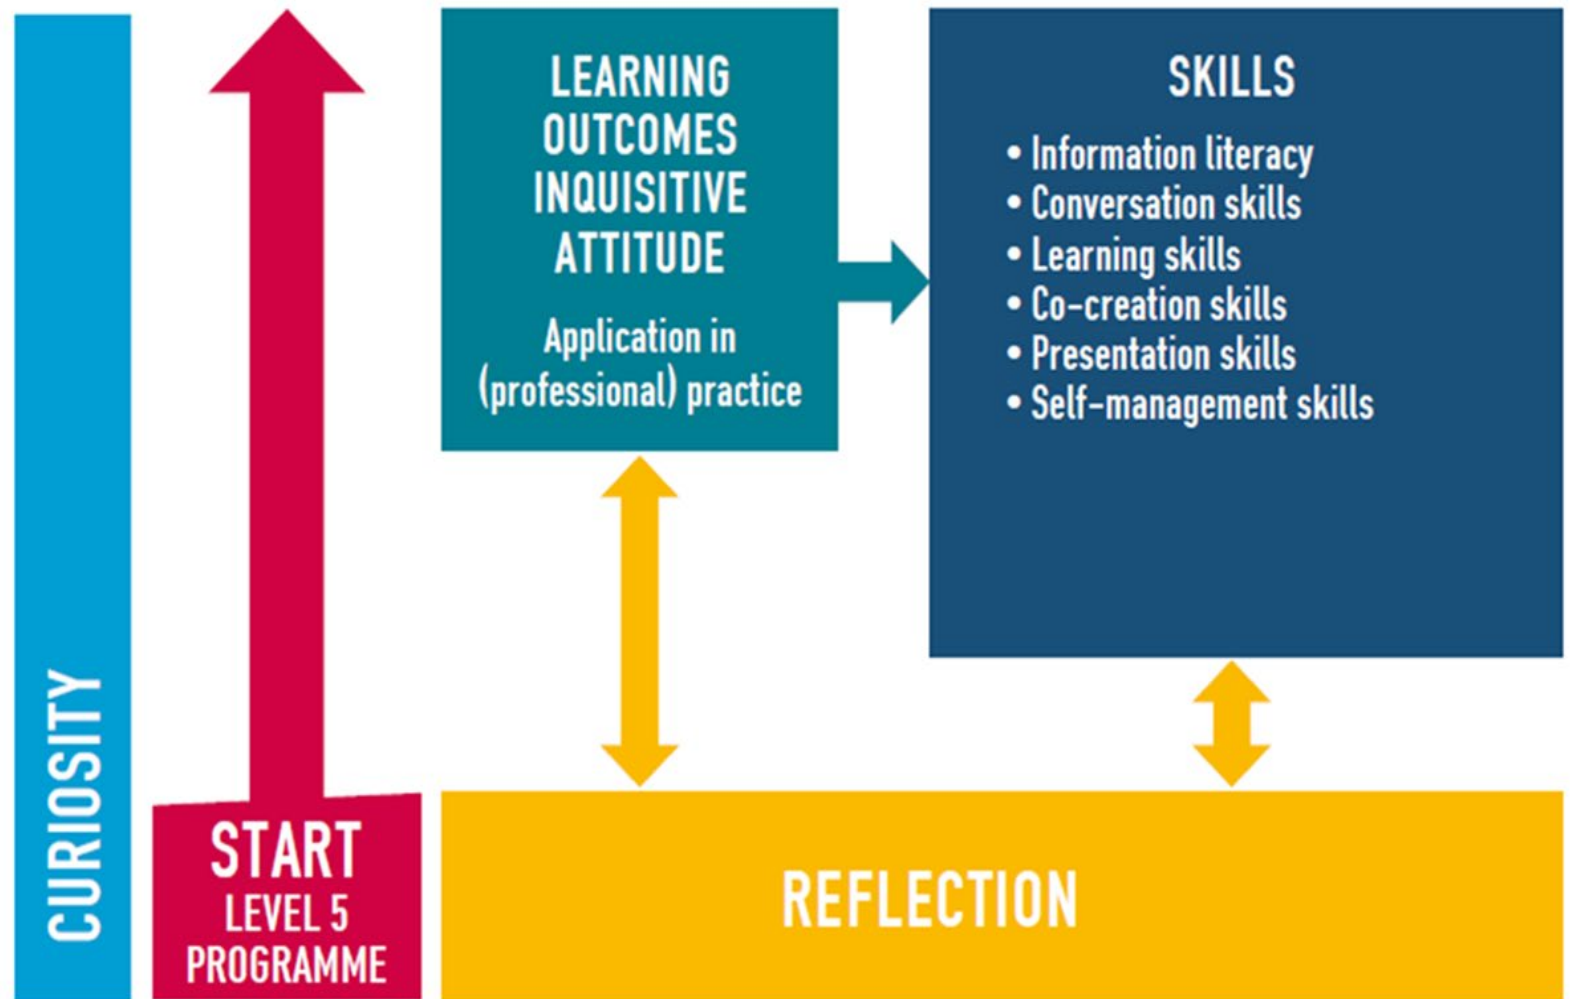 CURIOSITY
START
LEVEL 5
PROGRAMME
LEARNING
OUTCOMES
INQUISITIVE
ATTITUDE
Application in
(professional) practice
SKILLS
• Information literacy
• Conversation skills
• Learning skills
• Co-creation skills
• Presentation skills
• Self-management skills
REFLECTION